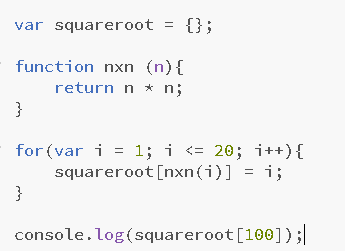 var squareroot = {};
function nxn (n){
    return n * n;
}
for(var i = 1; i <= 20; i++){
    squareroot[nxn(i)] = i;
}
console.log(squareroot[100]);